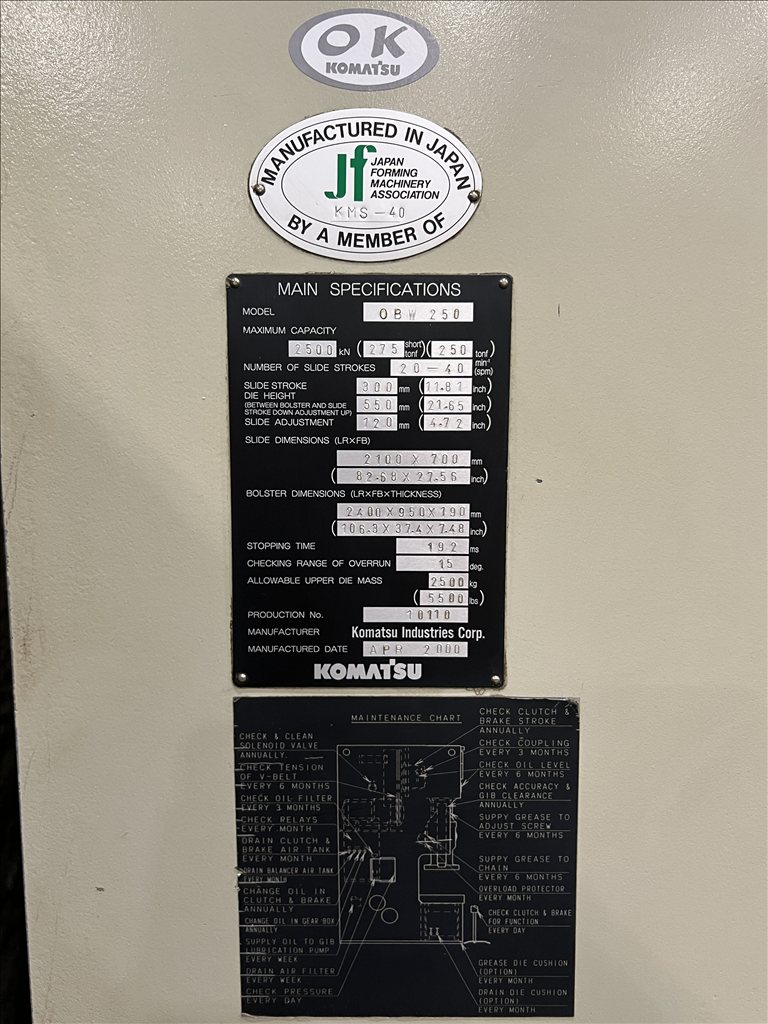 OK
KOMATSU
MANUFACTURED IN JAPAN
Jf JAPAN
FORMING
MACHINERY
ASSOCIATION
KMS-40
BY A MEMBER OF
MAIN SPECIFICATIONS
MODEL OBW 250
MAXIMUM CAPACITY
2500 kN (275 short tonf)(250 tonf)
NUMBER OF SLIDE STROKES 20-40 min⁻¹ (spm)
SLIDE STROKE 300 mm (11.81 inch)
DIE HEIGHT 550 mm (21.65 inch)
(BETWEEN BOLSTER AND SLIDE
STROKE DOWN ADJUSTMENT UP)
SLIDE ADJUSTMENT 120 mm (4.72 inch)
SLIDE DIMENSIONS (LR×FB)
2100 X 700 mm
(82.68 X 27.56 inch)
BOLSTER DIMENSIONS (LR×FB×THICKNESS)
2400X950X190 mm
(106.3X37.4X7.48 inch)
STOPPING TIME 192 ms
CHECKING RANGE OF OVERRUN 15 deg.
ALLOWABLE UPPER DIE MASS 2500 kg
(5500 lbs)
PRODUCTION No. 10110
MANUFACTURER Komatsu Industries Corp.
MANUFACTURED DATE APR 2000
KOMATSU
MAINTENANCE CHART
CHECK & CLEAN
SOLENOID VALVE
ANNUALLY.
CHECK TENSION
OF V-BELT
EVERY 6 MONTHS
CHECK OIL FILTER
EVERY 3 MONTHS
CHECK RELAYS
EVERY MONTH
DRAIN CLUTCH &
BRAKE AIR TANK
EVERY MONTH
DRAIN BALANCER AIR TANK
EVERY MONTH
CHANGE OIL IN
CLUTCH & BRAKE
ANNUALLY
CHANGE OIL IN GEAR BOX
ANNUALLY
SUPPLY OIL TO GIB
LUBRICATION PUMP
EVERY WEEK
DRAIN AIR FILTER
EVERY WEEK
CHECK PRESSURE
EVERY DAY
CHECK CLUTCH &
BRAKE STROKE
ANNUALLY
CHECK COUPLING
EVERY 3 MONTHS
CHECK OIL LEVEL
EVERY 6 MONTHS
CHECK ACCURACY &
GIB CLEARANCE
ANNUALLY
SUPPY GREASE TO
ADJUST SCREW
EVERY 6 MONTHS
SUPPY GREASE TO
CHAIN
EVERY 6 MONTHS
OVERLOAD PROTECTOR
EVERY MONTH
CHECK CLUTCH & BRAKE
FOR FUNCTION
EVERY DAY
GREASE DIE CUSHION
(OPTION)
EVERY MONTH
DRAIN DIE CUSHION
(OPTION)
EVERY MONTH